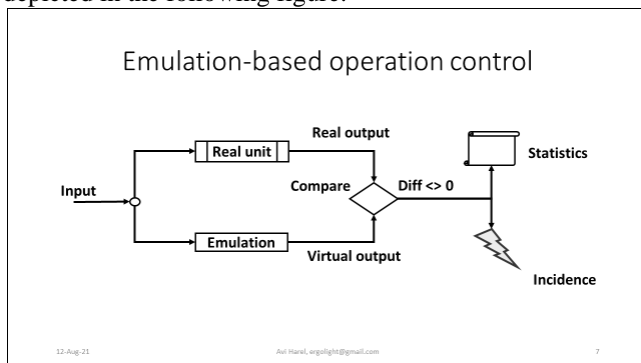 depicted in the following figure.
Emulation-based operation control
Real output
Real unit
Statistics
Compare
Diff <> 0
Input
Emulation
Virtual output
Incidence
12-Aug-21
Avi Harel, ergolight@gmail.com
7